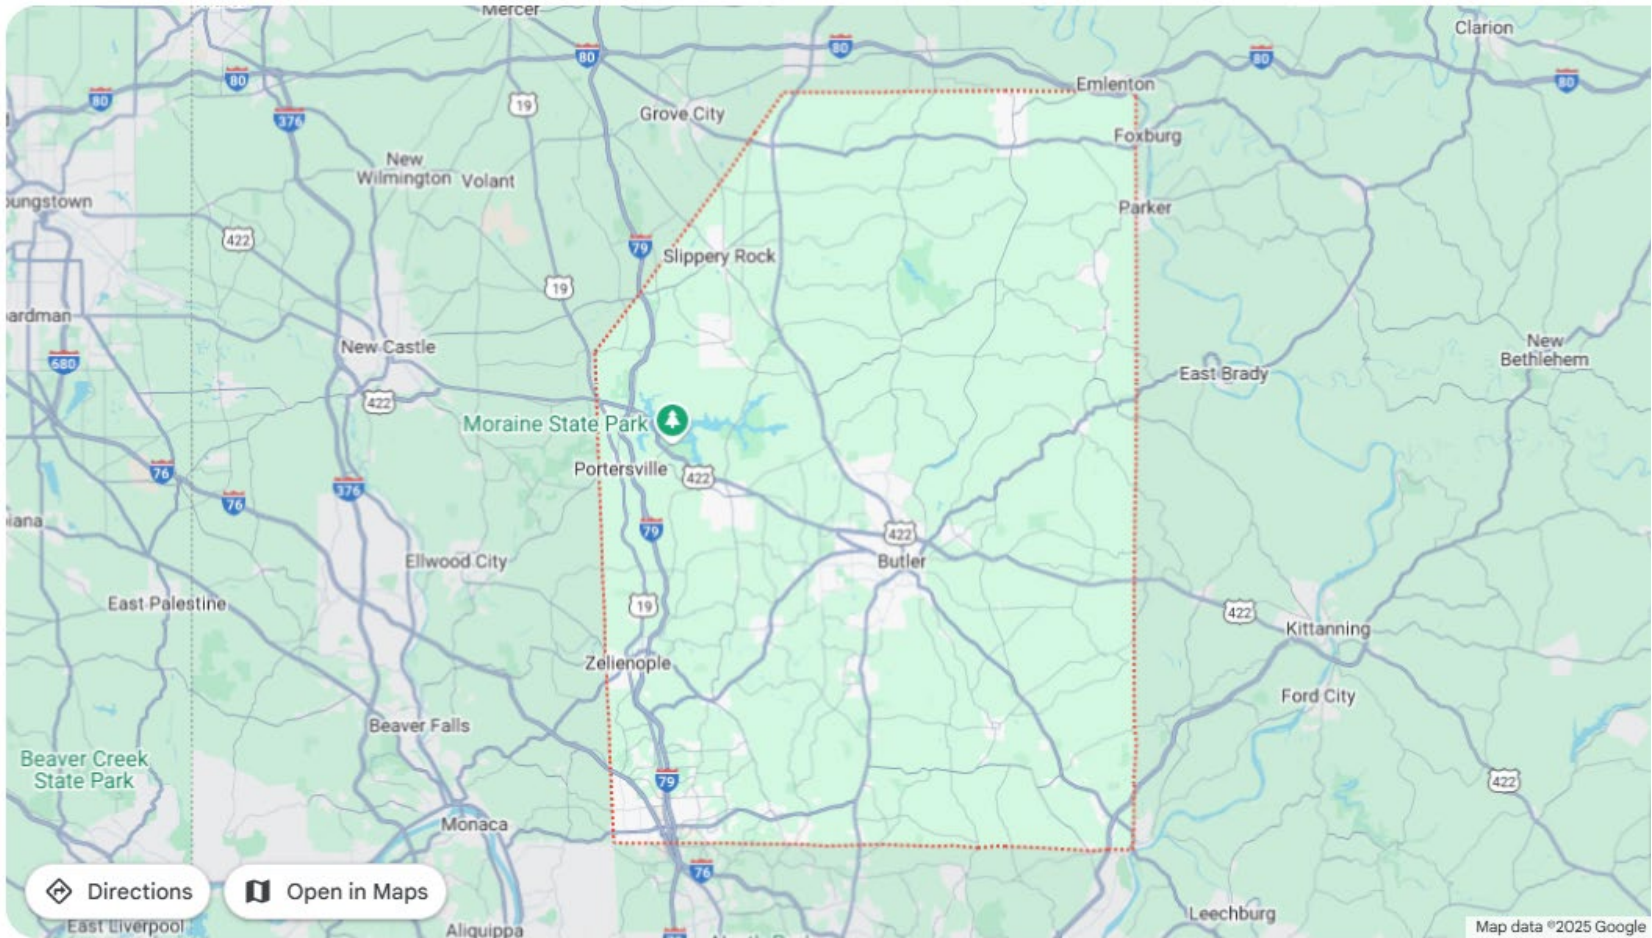 Mercer
Clarion
80
80
80
80
80
80
Emlenton
19
Grove City
376
Foxburg
New
Wilmington
Volant
oungstown
Parker
422
79
Slippery Rock
19
ardman
New Castle
680
New
Bethlehem
East Brady
422
Moraine State Park
Portersville
422
76
76
376
79
iana
422
Butler
Ellwood City
East Palestine
19
422
Kittanning
Zelienople
Ford City
Beaver Falls
Beaver Creek
State Park
79
422
Monaca
76
Directions
Open in Maps
Leechburg
East Liverpool
Aliquippa
Map data ©2025 Google